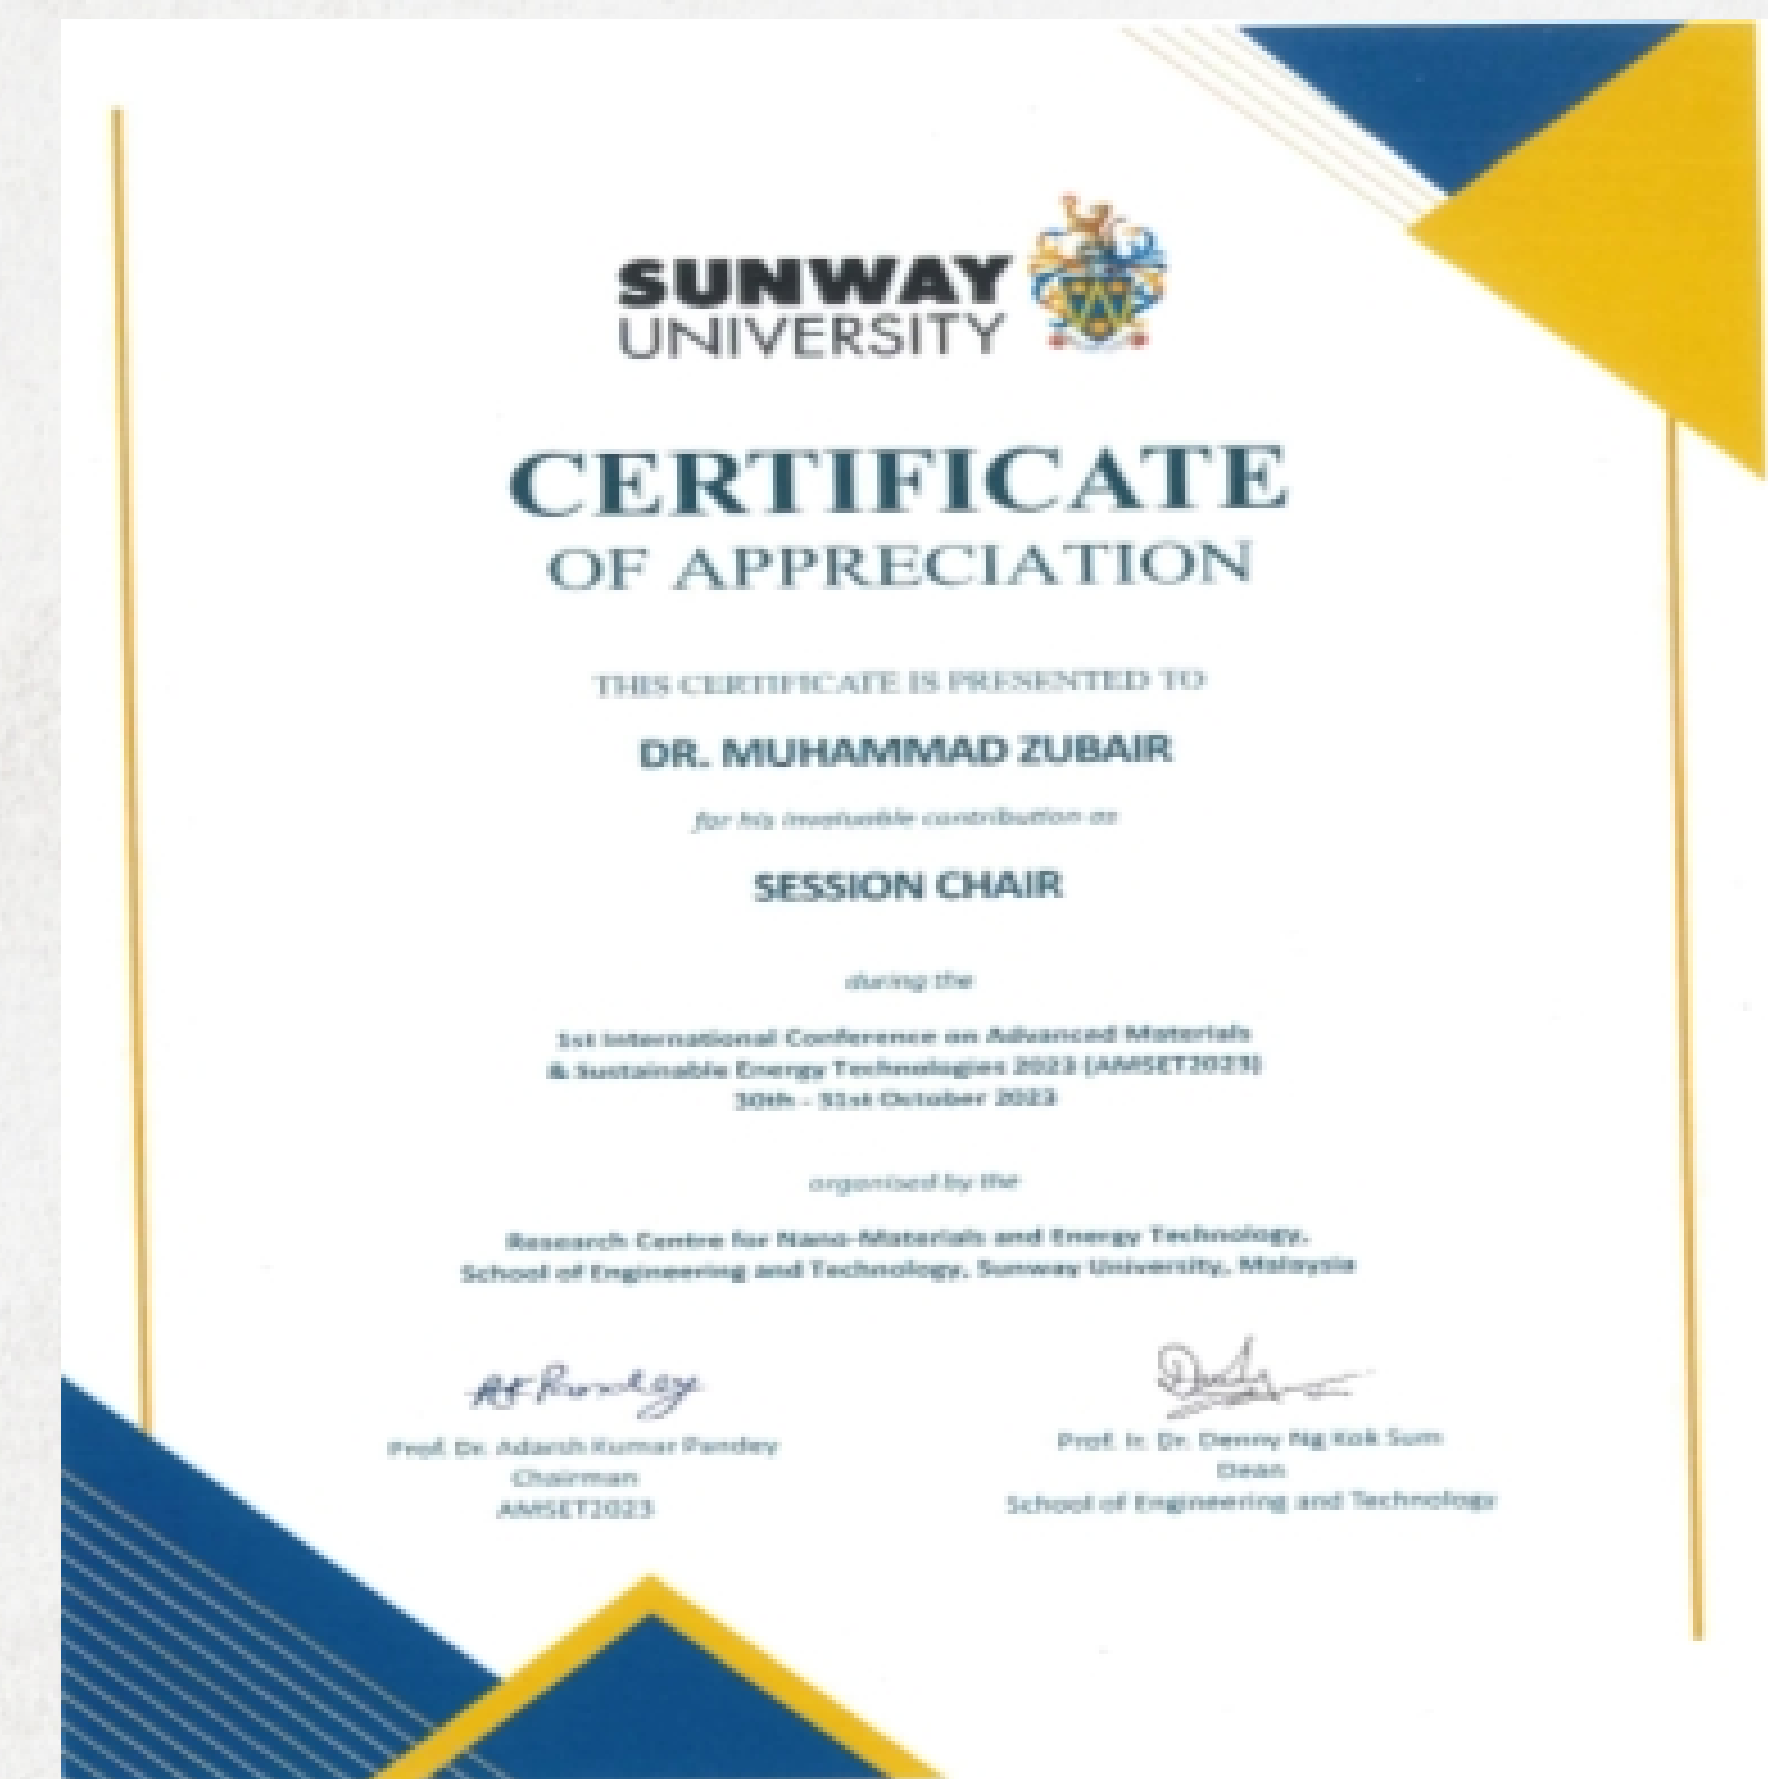 SUNWAY
UNIVERSITY
CERTIFICATE
OF APPRECIATION
THIS CERTIFICATE IS PRESENTED TO
DR. MUHAMMAD ZUBAIR
for his invaluable contribution as
SESSION CHAIR
during the
1st International Conference on Advanced Materials
& Sustainable Energy Technologies 2023 (AMSET2023)
30th - 31st October 2023
organised by the
Research Centre for Nano-Materials and Energy Technology,
School of Engineering and Technology, Sunway University, Malaysia
AK Pandey
Prof. Dr. Adarsh Kumar Pandey
Chairman
AMSET2023
Prof. Ir. Dr. Denny Ng Kok Sum
Dean
School of Engineering and Technology